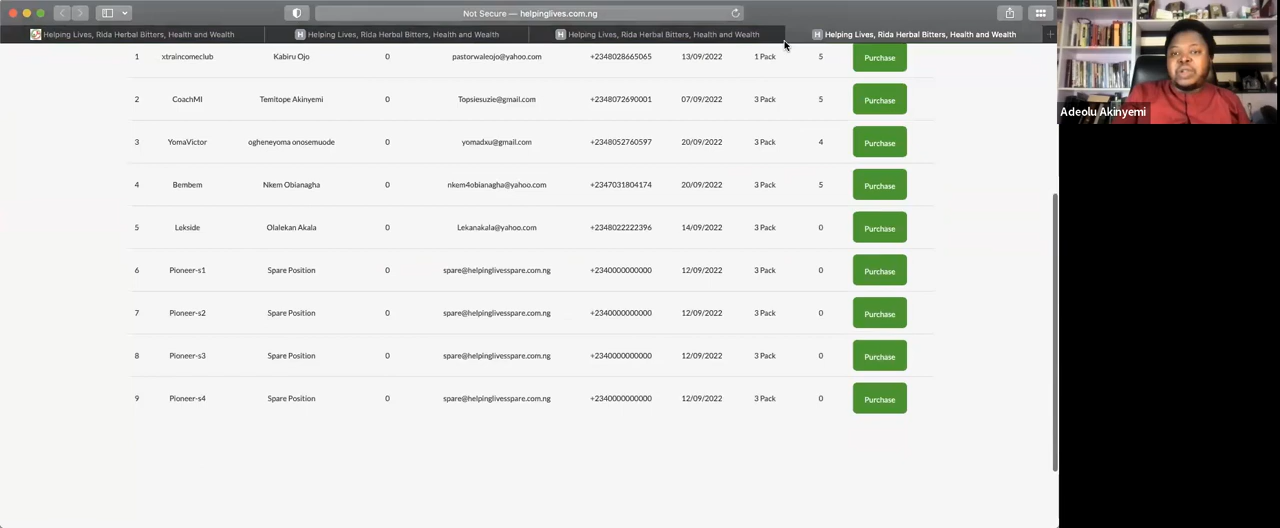 Not Secure — helpinglives.com.ng
Helping Lives, Rida Herbal Bitters, Health and Wealth
Helping Lives, Rida Herbal Bitters, Health and Wealth
Helping Lives, Rida Herbal Bitters, Health and Wealth
Helping Lives, Rida Herbal Bitters, Health and Wealth
1 xtraincomeclub Kabiru Ojo 0 pastorwaleojo@yahoo.com +2348028665065 13/09/2022 1 Pack 5 Purchase
2 CoachMI Temitope Akinyemi 0 Topsiesuzie@gmail.com +2348072690001 07/09/2022 3 Pack 5 Purchase
3 YomaVictor ogheneyoma onosemuode 0 yomadxu@gmail.com +2348052760597 20/09/2022 3 Pack 4 Purchase
4 Bembem Nkem Obianagha 0 nkem4obianagha@yahoo.com +2347031804174 20/09/2022 3 Pack 5 Purchase
5 Lekside Olalekan Akala 0 Lekanakala@yahoo.com +2348022222396 14/09/2022 3 Pack 0 Purchase
6 Pioneer-s1 Spare Position 0 spare@helpinglivesspare.com.ng +2340000000000 12/09/2022 3 Pack 0 Purchase
7 Pioneer-s2 Spare Position 0 spare@helpinglivesspare.com.ng +2340000000000 12/09/2022 3 Pack 0 Purchase
8 Pioneer-s3 Spare Position 0 spare@helpinglivesspare.com.ng +2340000000000 12/09/2022 3 Pack 0 Purchase
9 Pioneer-s4 Spare Position 0 spare@helpinglivesspare.com.ng +2340000000000 12/09/2022 3 Pack 0 Purchase
Adeolu Akinyemi